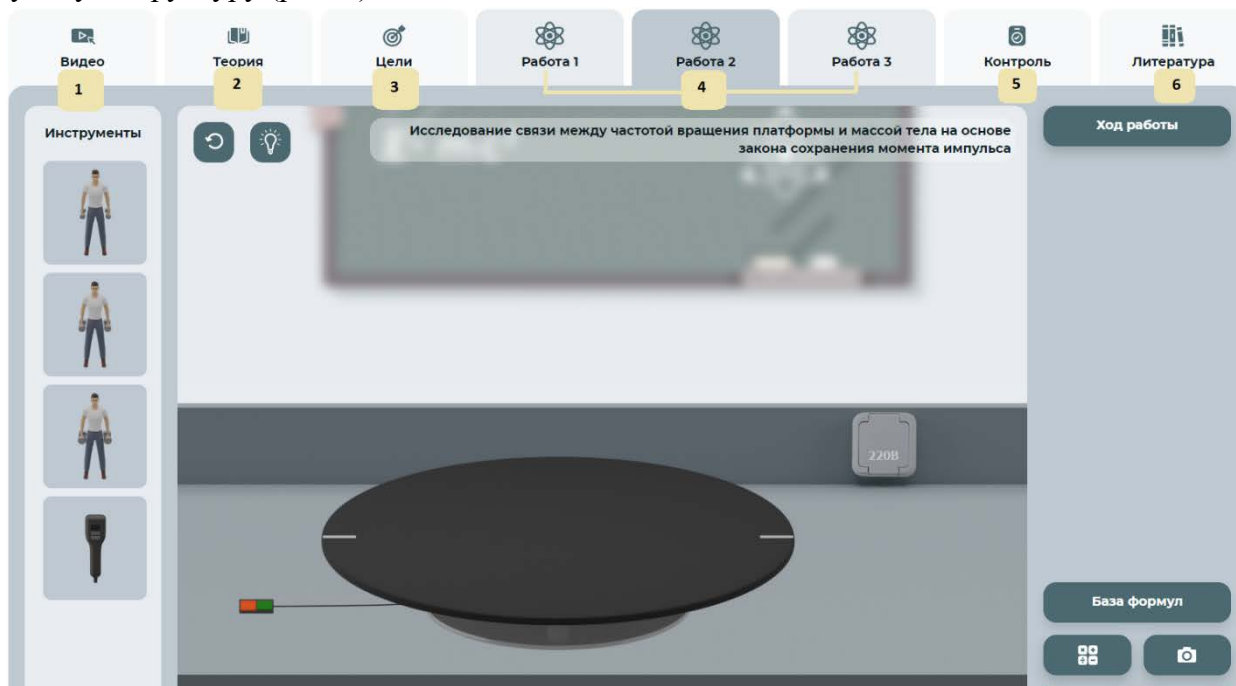 Видео
Теория
Цели
Работа 1
Работа 2
Работа 3
Контроль
Литература
1
2
3
4
5
6
Инструменты
Исследование связи между частотой вращения платформы и массой тела на основе
закона сохранения момента импульса
Ход работы
220В
База формул